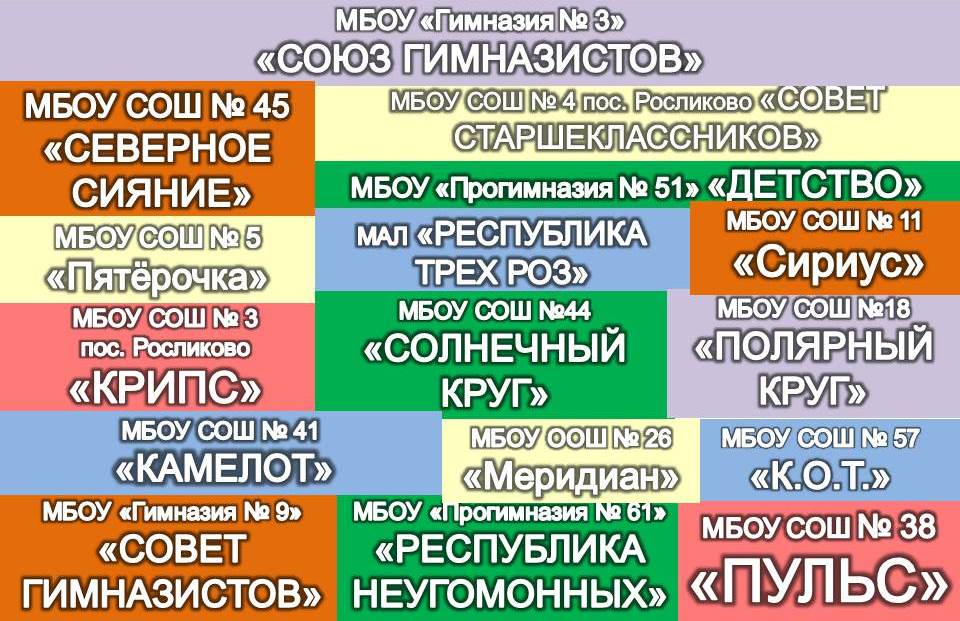 МБОУ «Гимназия № 3»
«СОЮЗ ГИМНАЗИСТОВ»
МБОУ СОШ № 45
«СЕВЕРНОЕ
СИЯНИЕ»
МБОУ СОШ № 4 пос. Росликово «СОВЕТ
СТАРШЕКЛАССНИКОВ»
МБОУ «Прогимназия № 51» «ДЕТСТВО»
МБОУ СОШ № 5
«Пятёрочка»
МАЛ «РЕСПУБЛИКА
ТРЕХ РОЗ»
МБОУ СОШ № 11
«Сириус»
МБОУ СОШ № 3
пос. Росликово
«КРИПС»
МБОУ СОШ №44
«СОЛНЕЧНЫЙ
КРУГ»
МБОУ СОШ №18
«ПОЛЯРНЫЙ
КРУГ»
МБОУ СОШ № 41
«КАМЕЛОТ»
МБОУ ООШ № 26
«Меридиан»
МБОУ СОШ № 57
«К.О.Т.»
МБОУ «Гимназия № 9»
«СОВЕТ
ГИМНАЗИСТОВ»
МБОУ «Прогимназия № 61»
«РЕСПУБЛИКА
НЕУГОМОННЫХ»
МБОУ СОШ № 38
«ПУЛЬС»